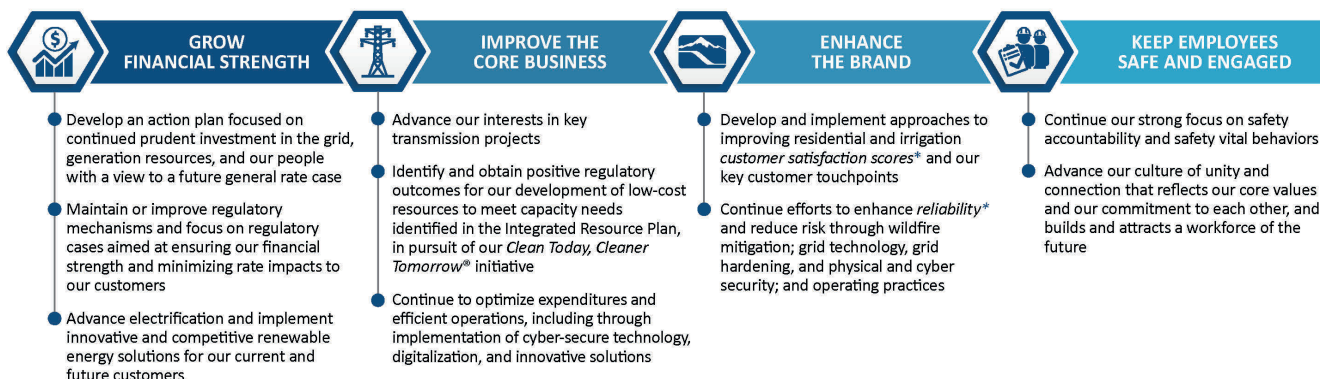 GROW
FINANCIAL STRENGTH
Develop an action plan focused on
continued prudent investment in the grid,
generation resources, and our people
with a view to a future general rate case
Maintain or improve regulatory
mechanisms and focus on regulatory
cases aimed at ensuring our financial
strength and minimizing rate impacts to
our customers
Advance electrification and implement
innovative and competitive renewable
energy solutions for our current and
future customers
IMPROVE THE
CORE BUSINESS
Advance our interests in key
transmission projects
Identify and obtain positive regulatory
outcomes for our development of low-cost
resources to meet capacity needs
identified in the Integrated Resource Plan,
in pursuit of our Clean Today, Cleaner
Tomorrow® initiative
Continue to optimize expenditures and
efficient operations, including through
implementation of cyber-secure technology,
digitalization, and innovative solutions
ENHANCE
THE BRAND
Develop and implement approaches to
improving residential and irrigation
customer satisfaction scores* and our
key customer touchpoints
Continue efforts to enhance reliability*
and reduce risk through wildfire
mitigation; grid technology, grid
hardening, and physical and cyber
security; and operating practices
KEEP EMPLOYEES
SAFE AND ENGAGED
Continue our strong focus on safety
accountability and safety vital behaviors
Advance our culture of unity and
connection that reflects our core values
and our commitment to each other, and
builds and attracts a workforce of the
future